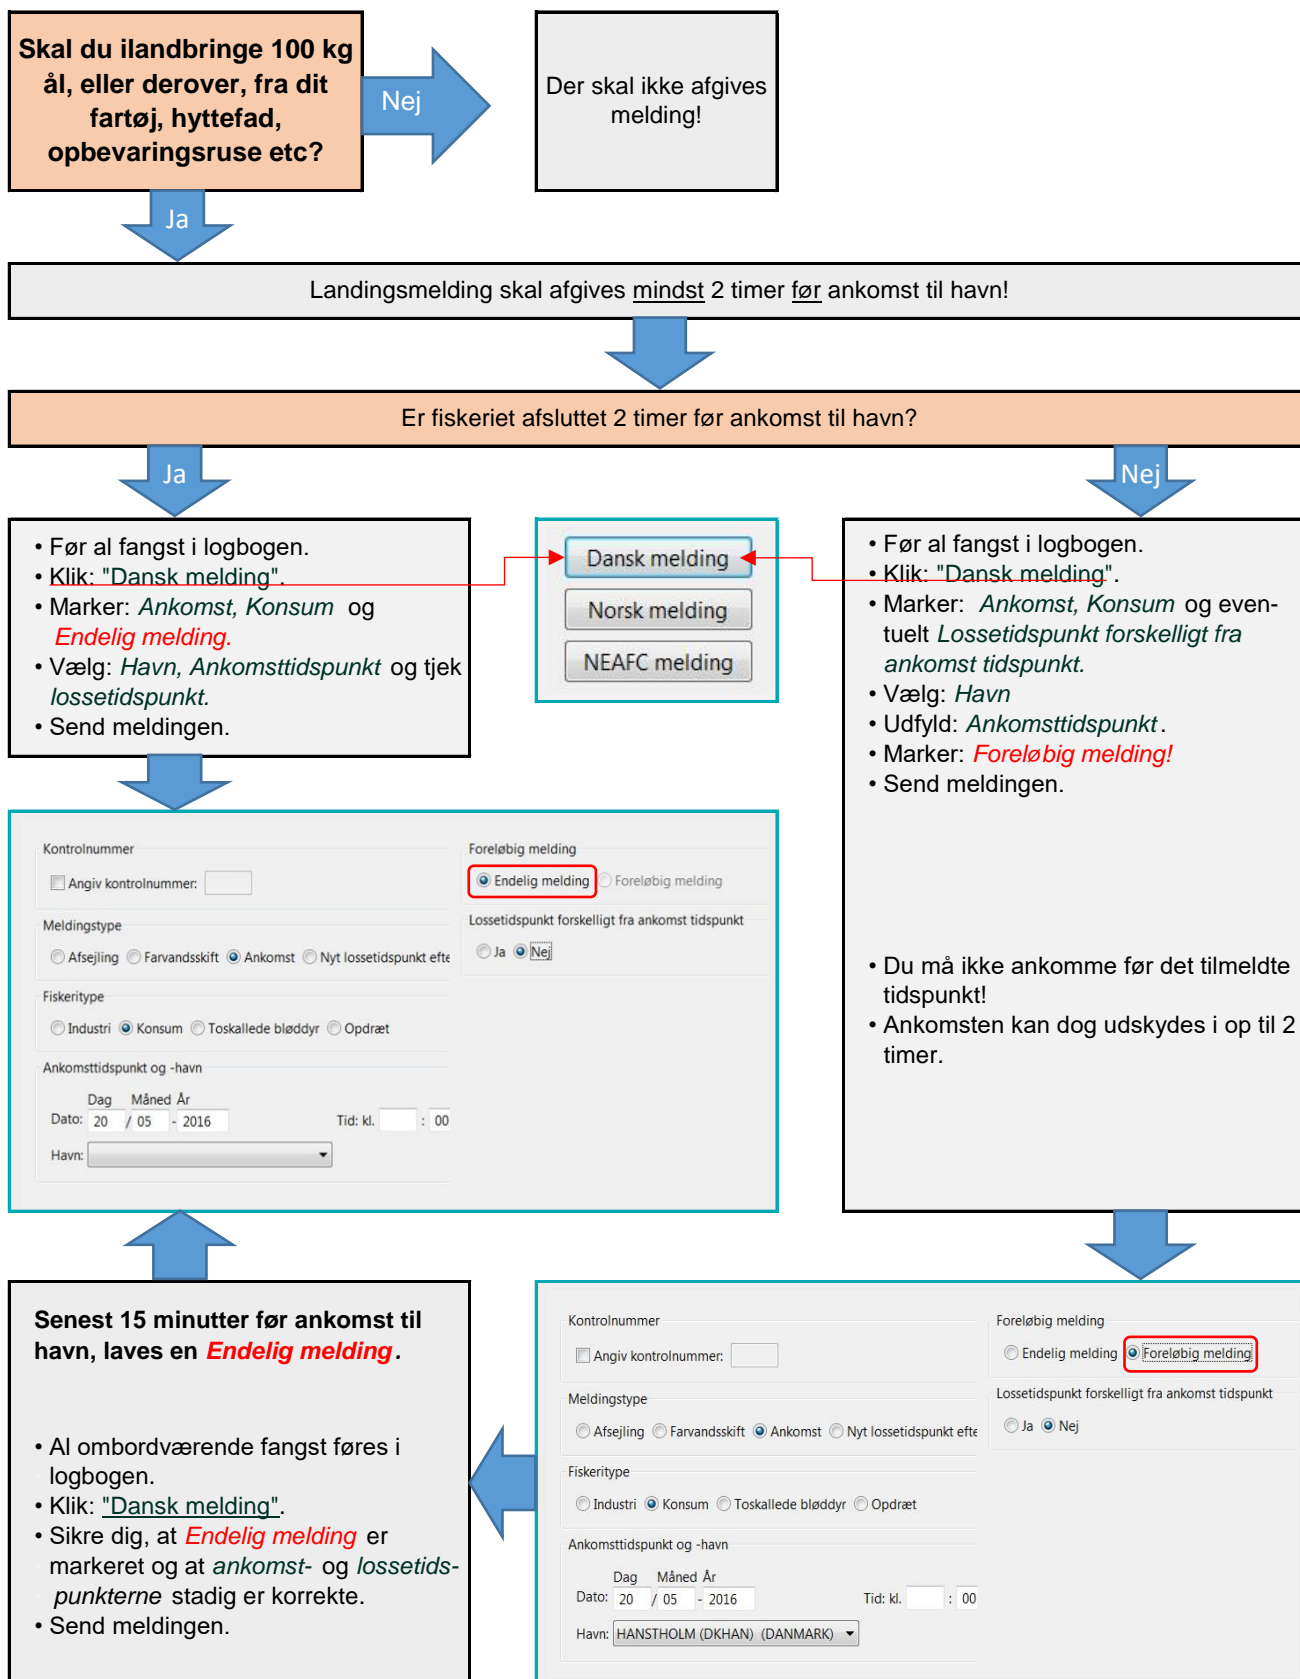 Skal du ilandbringe 100 kg
ål, eller derover, fra dit
fartøj, hyttefad,
opbevaringsruse etc?
Nej
Der skal ikke afgives
melding!
Ja
Landingsmelding skal afgives mindst 2 timer før ankomst til havn!
Er fiskeriet afsluttet 2 timer før ankomst til havn?
Ja
Nej
• Før al fangst i logbogen.
• Klik: "Dansk melding".
• Marker: Ankomst, Konsum og
Endelig melding.
• Vælg: Havn, Ankomsttidspunkt og tjek
lossetidspunkt.
• Send meldingen.
Dansk melding
Norsk melding
NEAFC melding
• Før al fangst i logbogen.
• Klik: "Dansk melding".
• Marker: Ankomst, Konsum og even-
tuelt Lossetidspunkt forskelligt fra
ankomst tidspunkt.
• Vælg: Havn
• Udfyld: Ankomsttidspunkt.
• Marker: Foreløbig melding!
• Send meldingen.
• Du må ikke ankomme før det tilmeldte
tidspunkt!
• Ankomsten kan dog udskydes i op til 2
timer.
Kontrolnummer
Angiv kontrolnummer:
Meldingstype
Afsejling Farvandsskift Ankomst Nyt lossetidspunkt efte
Fiskeritype
Industri Konsum Toskallede bløddyr Opdræt
Ankomsttidspunkt og -havn
Dag Måned År
Dato: 20 / 05 - 2016 Tid: kl. : 00
Havn:
Foreløbig melding
Endelig melding Foreløbig melding
Lossetidspunkt forskelligt fra ankomst tidspunkt
Ja Nej
Senest 15 minutter før ankomst til
havn, laves en Endelig melding.
• Al ombordværende fangst føres i
logbogen.
• Klik: "Dansk melding".
• Sikre dig, at Endelig melding er
markeret og at ankomst- og lossetids-
punkterne stadig er korrekte.
• Send meldingen.
Kontrolnummer
Angiv kontrolnummer:
Meldingstype
Afsejling Farvandsskift Ankomst Nyt lossetidspunkt efte
Fiskeritype
Industri Konsum Toskallede bløddyr Opdræt
Ankomsttidspunkt og -havn
Dag Måned År
Dato: 20 / 05 - 2016 Tid: kl. : 00
Havn: HANSTHOLM (DKHAN) (DANMARK)
Foreløbig melding
Endelig melding Foreløbig melding
Lossetidspunkt forskelligt fra ankomst tidspunkt
Ja Nej